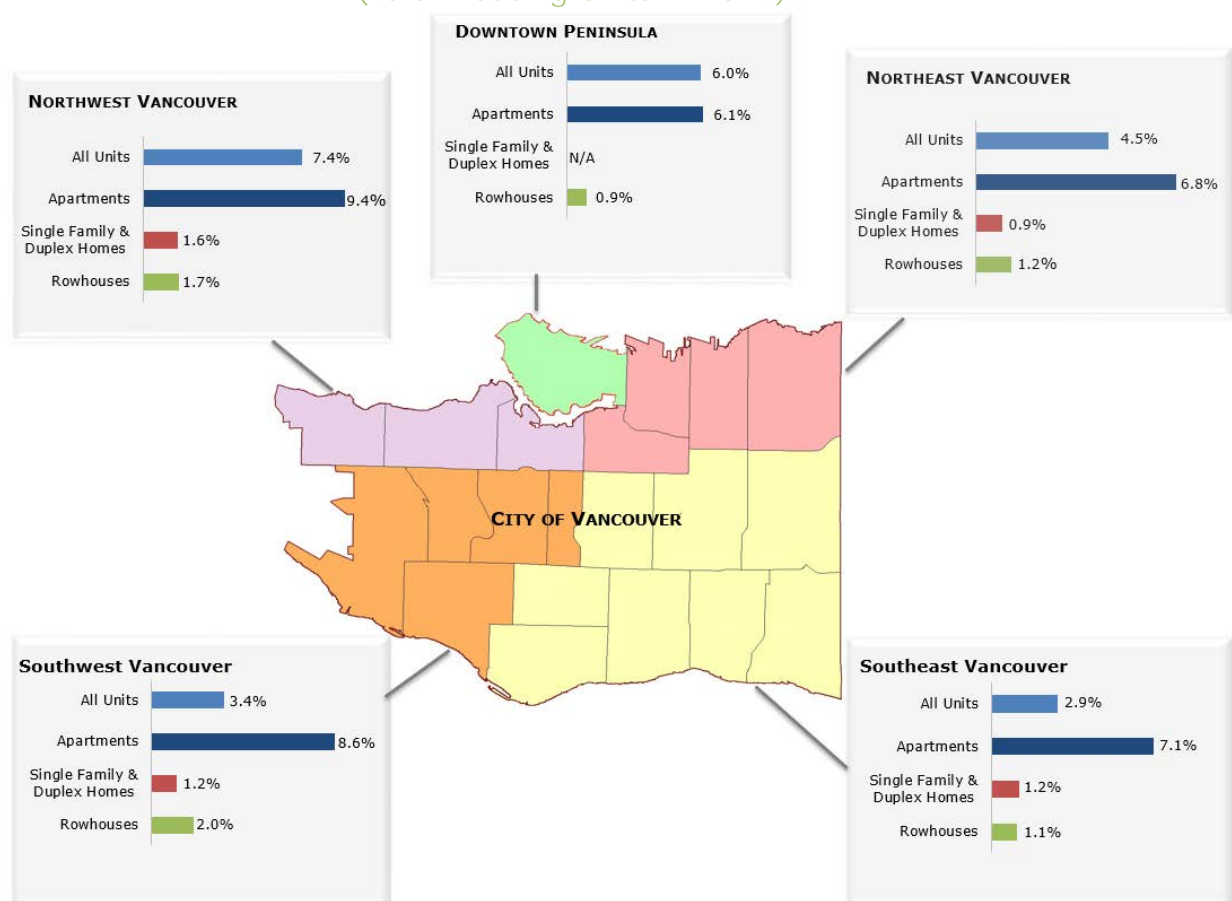 DOWNTOWN PENINSULA
All Units 6.0%
Apartments 6.1%
Single Family &
Duplex Homes N/A
Rowhouses 0.9%
NORTHWEST VANCOUVER
All Units 7.4%
Apartments 9.4%
Single Family &
Duplex Homes 1.6%
Rowhouses 1.7%
NORTHEAST VANCOUVER
All Units 4.5%
Apartments 6.8%
Single Family &
Duplex Homes 0.9%
Rowhouses 1.2%
CITY OF VANCOUVER
Southwest Vancouver
All Units 3.4%
Apartments 8.6%
Single Family &
Duplex Homes 1.2%
Rowhouses 2.0%
Southeast Vancouver
All Units 2.9%
Apartments 7.1%
Single Family &
Duplex Homes 1.2%
Rowhouses 1.1%